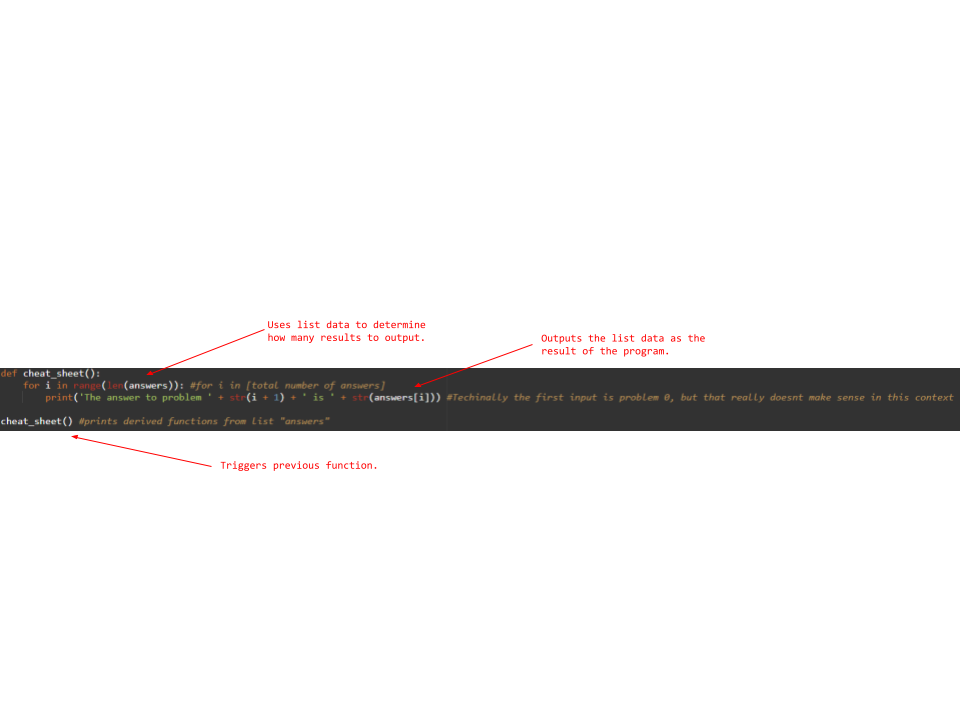 Uses list data to determine
how many results to output.
Outputs the list data as the
result of the program.
def cheat_sheet():
    for i in range(len(answers)): #for i in [total number of answers]
        print('The answer to problem ' + str(i + 1) + ' is ' + str(answers[i])) #Techinally the first input is problem 0, but that really doesnt make sense in this context
cheat_sheet() #prints derived functions from list "answers"
Triggers previous function.